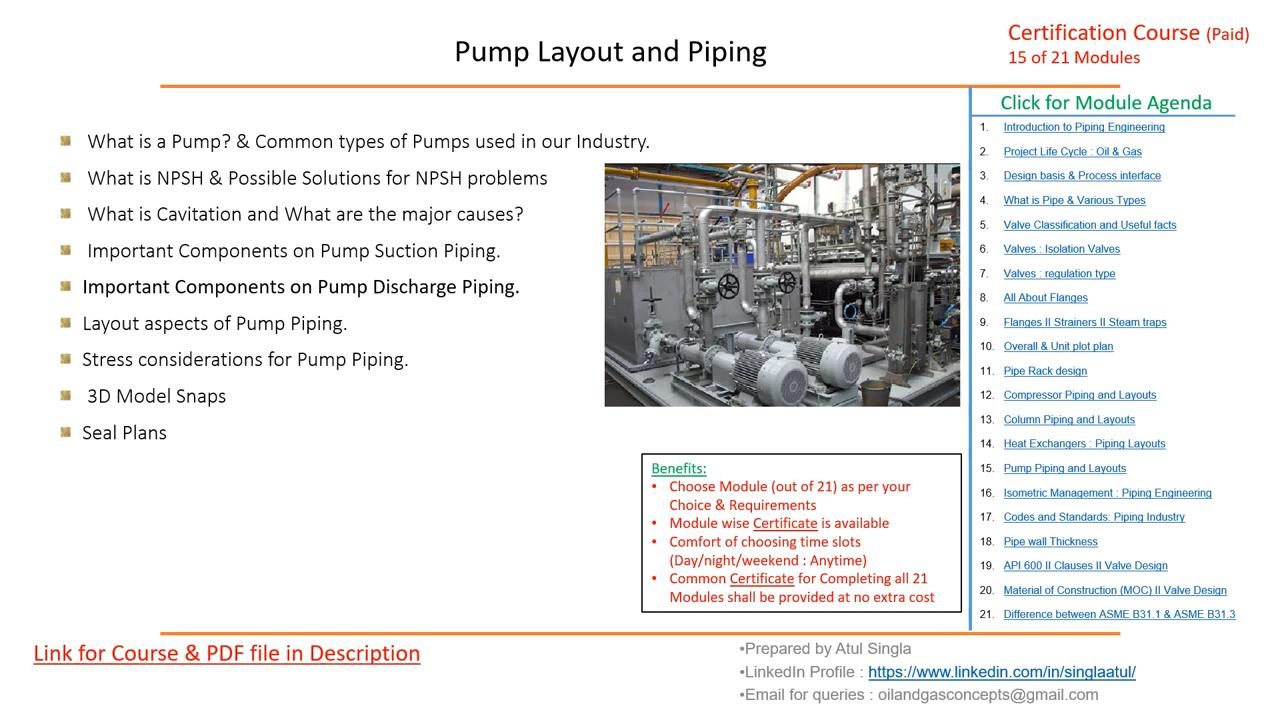 Pump Layout and Piping
Certification Course (Paid)
15 of 21 Modules
What is a Pump? & Common types of Pumps used in our Industry.
What is NPSH & Possible Solutions for NPSH problems
What is Cavitation and What are the major causes?
Important Components on Pump Suction Piping.
Important Components on Pump Discharge Piping.
Layout aspects of Pump Piping.
Stress considerations for Pump Piping.
3D Model Snaps
Seal Plans
Benefits:
• Choose Module (out of 21) as per your
Choice & Requirements
• Module wise Certificate is available
• Comfort of choosing time slots
(Day/night/weekend : Anytime)
• Common Certificate for Completing all 21
Modules shall be provided at no extra cost
Click for Module Agenda
1. Introduction to Piping Engineering
2. Project Life Cycle : Oil & Gas
3. Design basis & Process interface
4. What is Pipe & Various Types
5. Valve Classification and Useful facts
6. Valves : Isolation Valves
7. Valves : regulation type
8. All About Flanges
9. Flanges II Strainers II Steam traps
10. Overall & Unit plot plan
11. Pipe Rack design
12. Compressor Piping and Layouts
13. Column Piping and Layouts
14. Heat Exchangers : Piping Layouts
15. Pump Piping and Layouts
16. Isometric Management : Piping Engineering
17. Codes and Standards: Piping Industry
18. Pipe wall Thickness
19. API 600 II Clauses II Valve Design
20. Material of Construction (MOC) II Valve Design
21. Difference between ASME B31.1 & ASME B31.3
Link for Course & PDF file in Description
•Prepared by Atul Singla
•LinkedIn Profile : https://www.linkedin.com/in/singlaatul/
•Email for queries : oilandgasconcepts@gmail.com